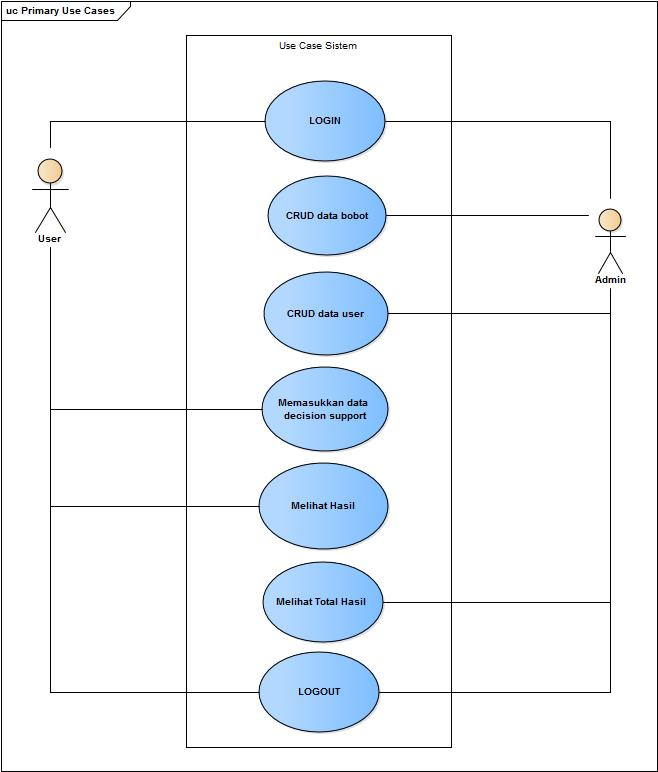 uc Primary Use Cases
Use Case Sistem
LOGIN
User
CRUD data bobot
Admin
CRUD data user
Memasukkan data
decision support
Melihat Hasil
Melihat Total Hasil
LOGOUT